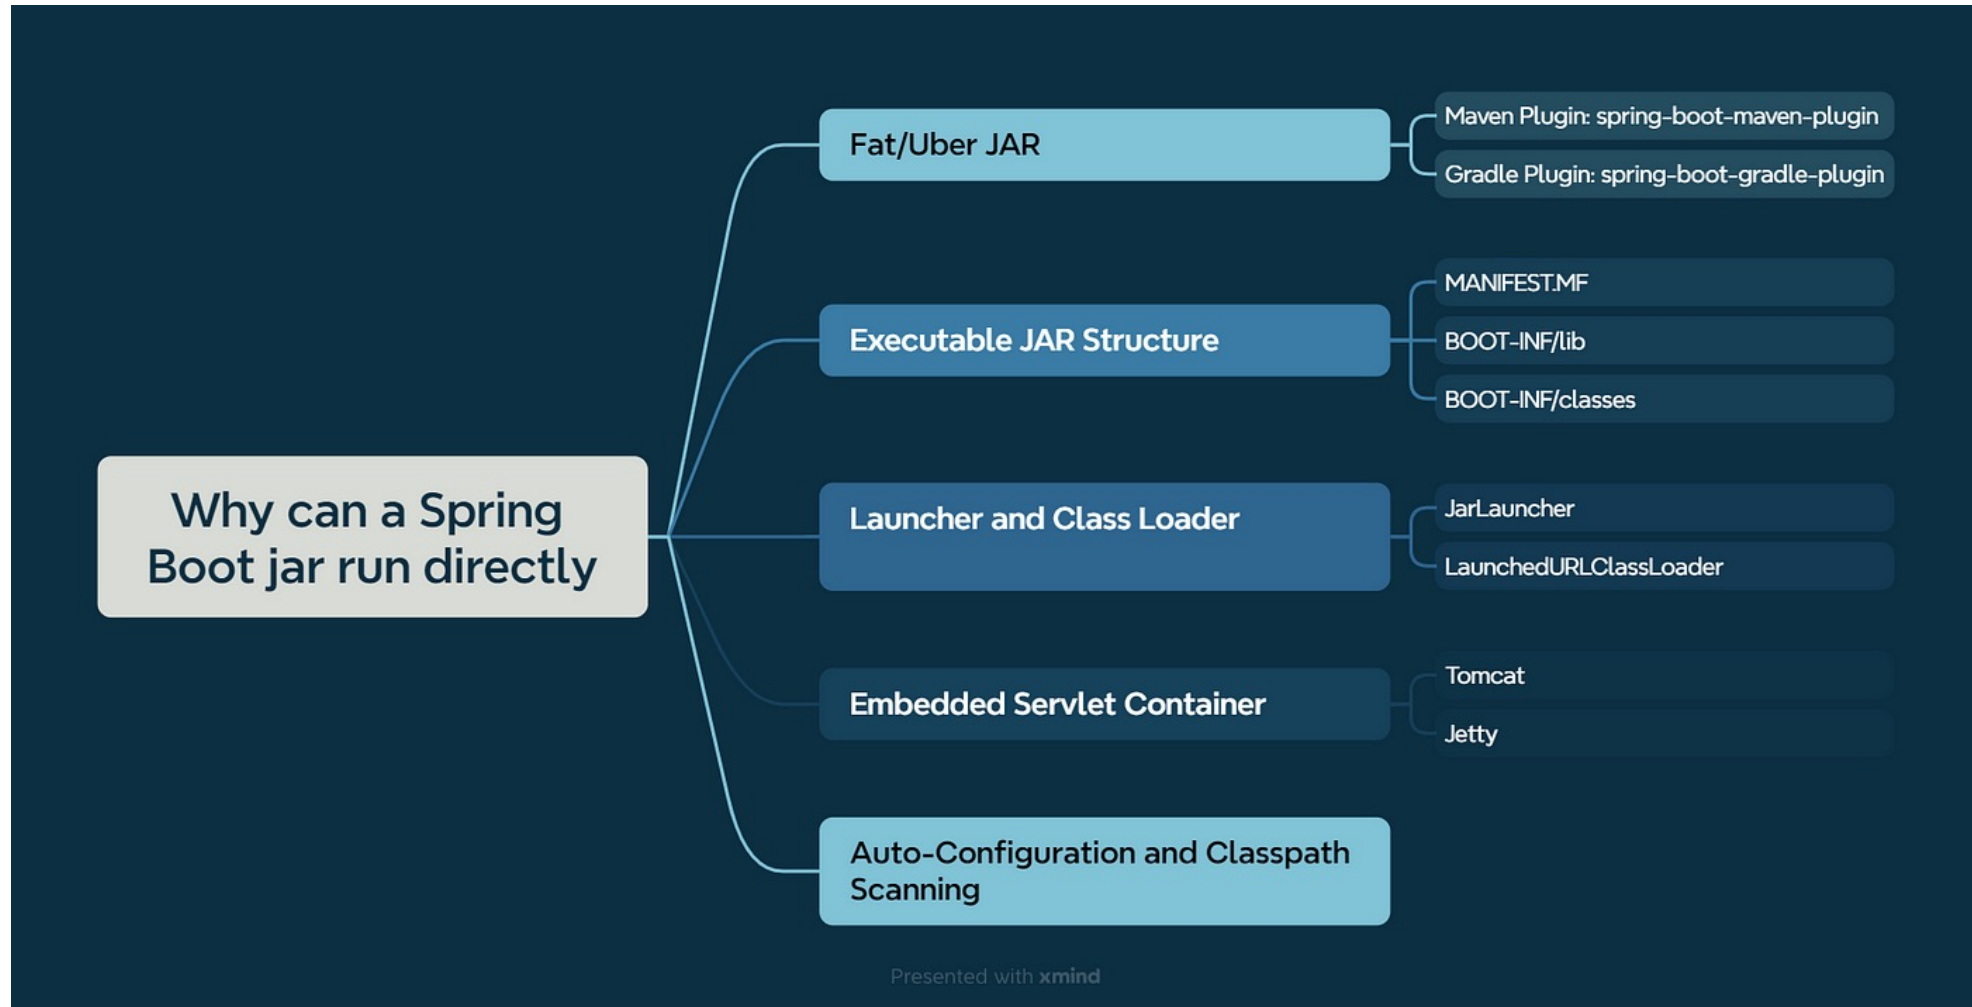 Why can a Spring
Boot jar run directly
Fat/Uber JAR
Maven Plugin: spring-boot-maven-plugin
Gradle Plugin: spring-boot-gradle-plugin
Executable JAR Structure
MANIFEST.MF
BOOT-INF/lib
BOOT-INF/classes
Launcher and Class Loader
JarLauncher
LaunchedURLClassLoader
Embedded Servlet Container
Tomcat
Jetty
Auto-Configuration and Classpath
Scanning
Presented with xmind